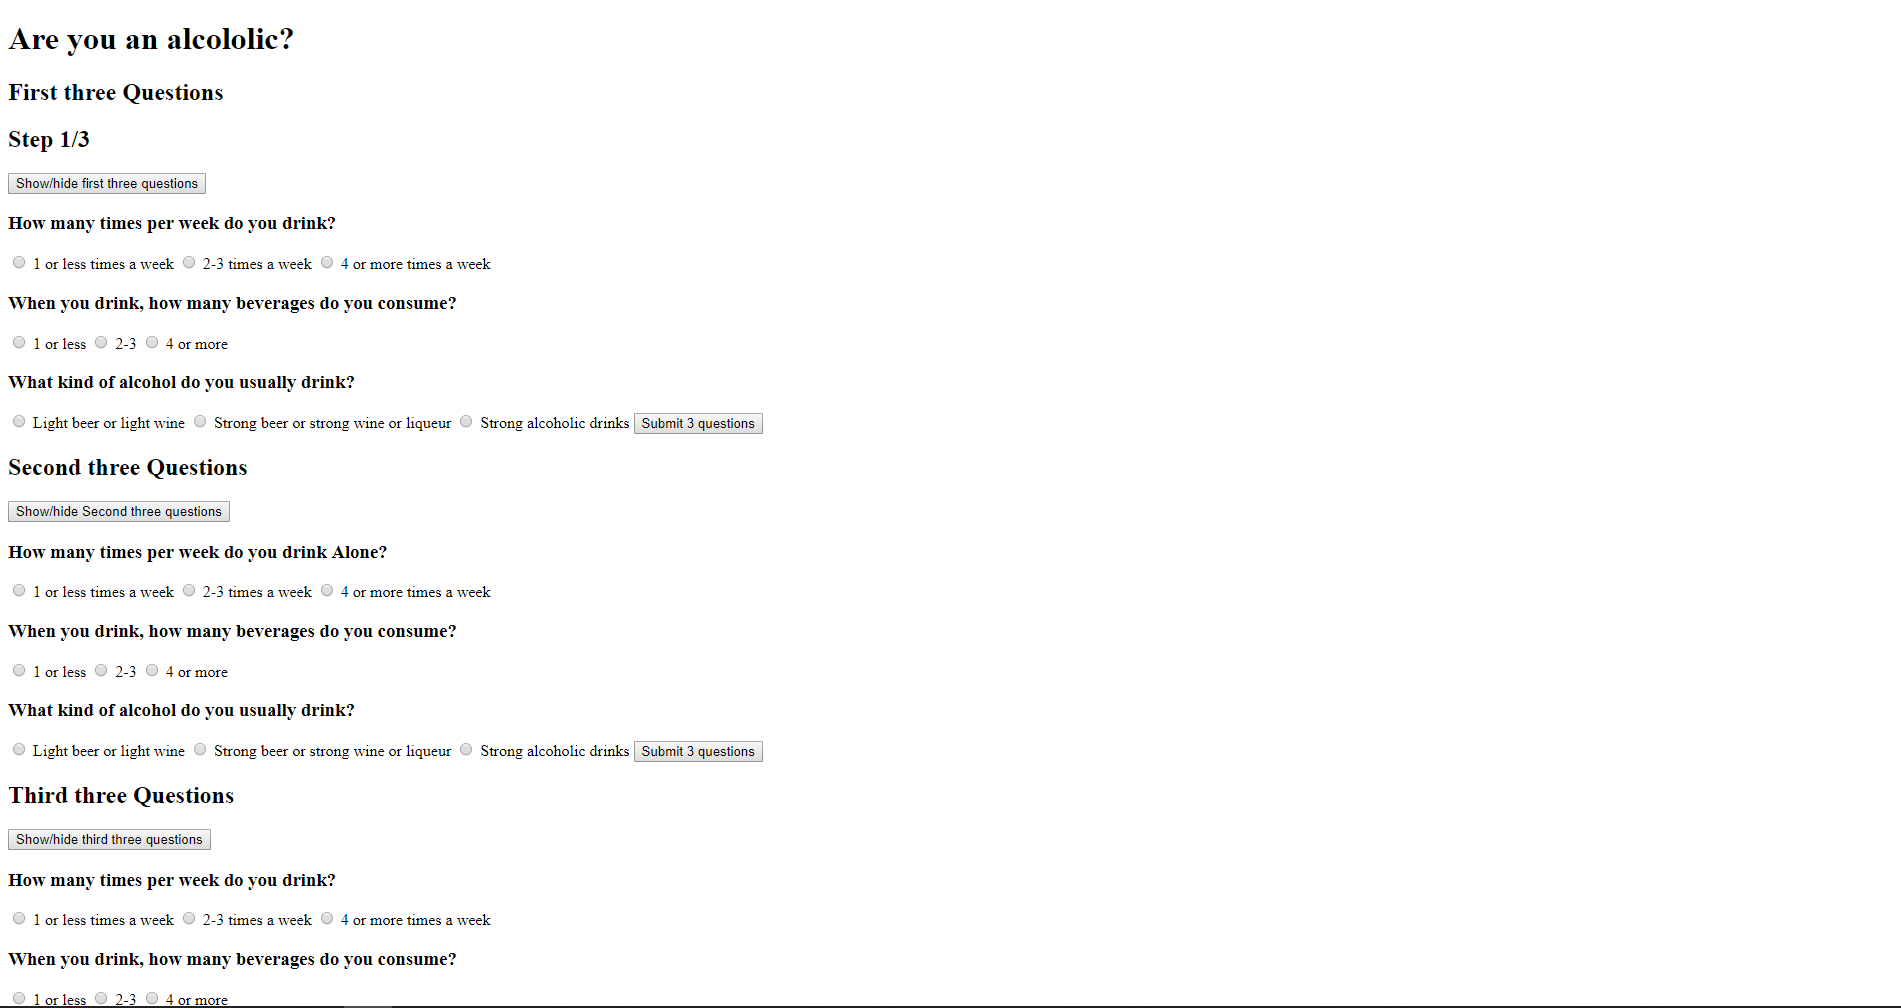 Are you an alcololic?
First three Questions
Step 1/3
Show/hide first three questions
How many times per week do you drink?
1 or less times a week 2-3 times a week 4 or more times a week
When you drink, how many beverages do you consume?
1 or less 2-3 4 or more
What kind of alcohol do you usually drink?
Light beer or light wine Strong beer or strong wine or liqueur Strong alcoholic drinks Submit 3 questions
Second three Questions
Show/hide Second three questions
How many times per week do you drink Alone?
1 or less times a week 2-3 times a week 4 or more times a week
When you drink, how many beverages do you consume?
1 or less 2-3 4 or more
What kind of alcohol do you usually drink?
Light beer or light wine Strong beer or strong wine or liqueur Strong alcoholic drinks Submit 3 questions
Third three Questions
Show/hide third three questions
How many times per week do you drink?
1 or less times a week 2-3 times a week 4 or more times a week
When you drink, how many beverages do you consume?
1 or less 2-3 4 or more